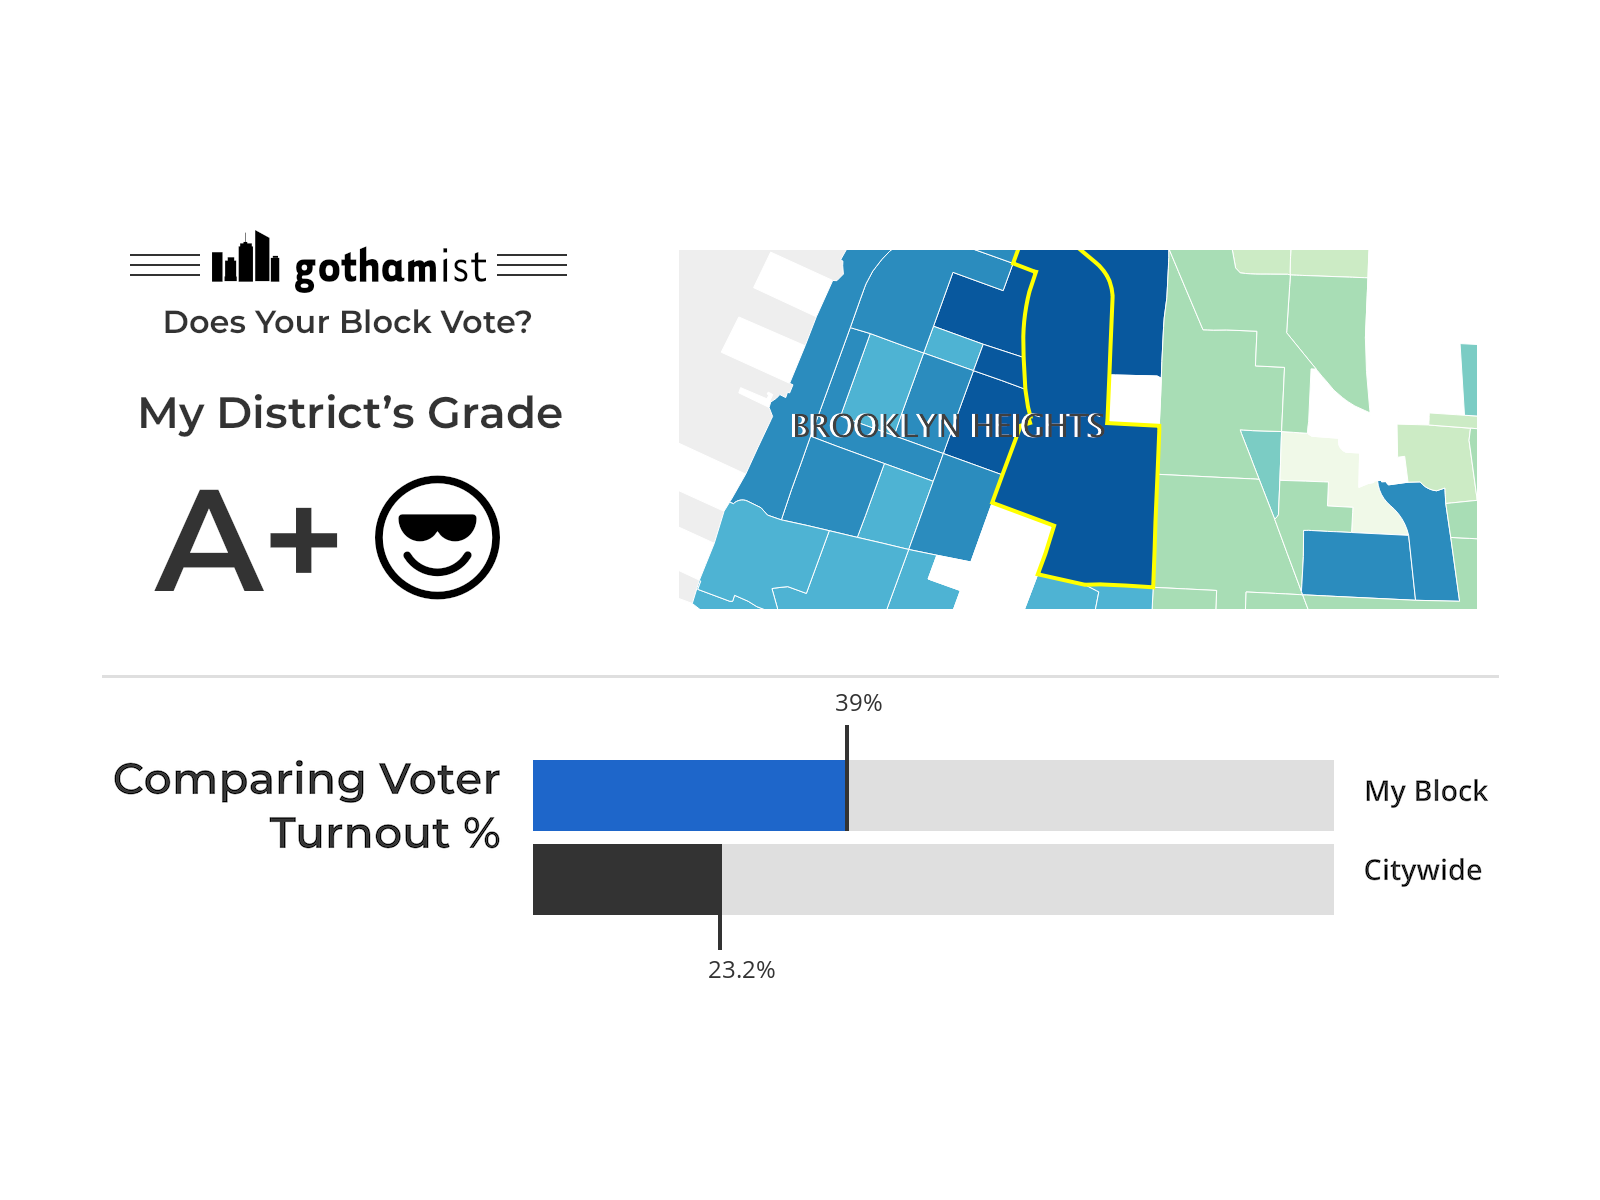 gothamist
Does Your Block Vote?
My District’s Grade
A+
BROOKLYN HEIGHTS
39%
Comparing Voter
Turnout %
My Block
Citywide
23.2%